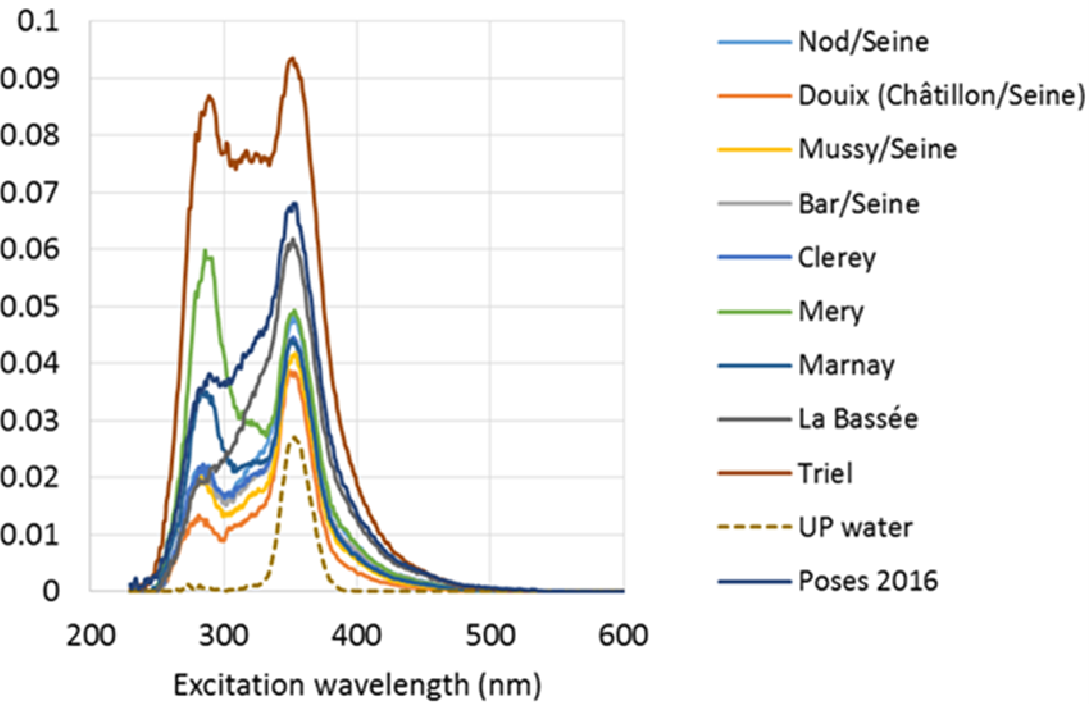 0.1
0.09
0.08
0.07
0.06
0.05
0.04
0.03
0.02
0.01
0
200 300 400 500 600
Excitation wavelength (nm)
Nod/Seine
Douix (Châtillon/Seine)
Mussy/Seine
Bar/Seine
Clerey
Mery
Marnay
La Bassée
Triel
UP water
Poses 2016